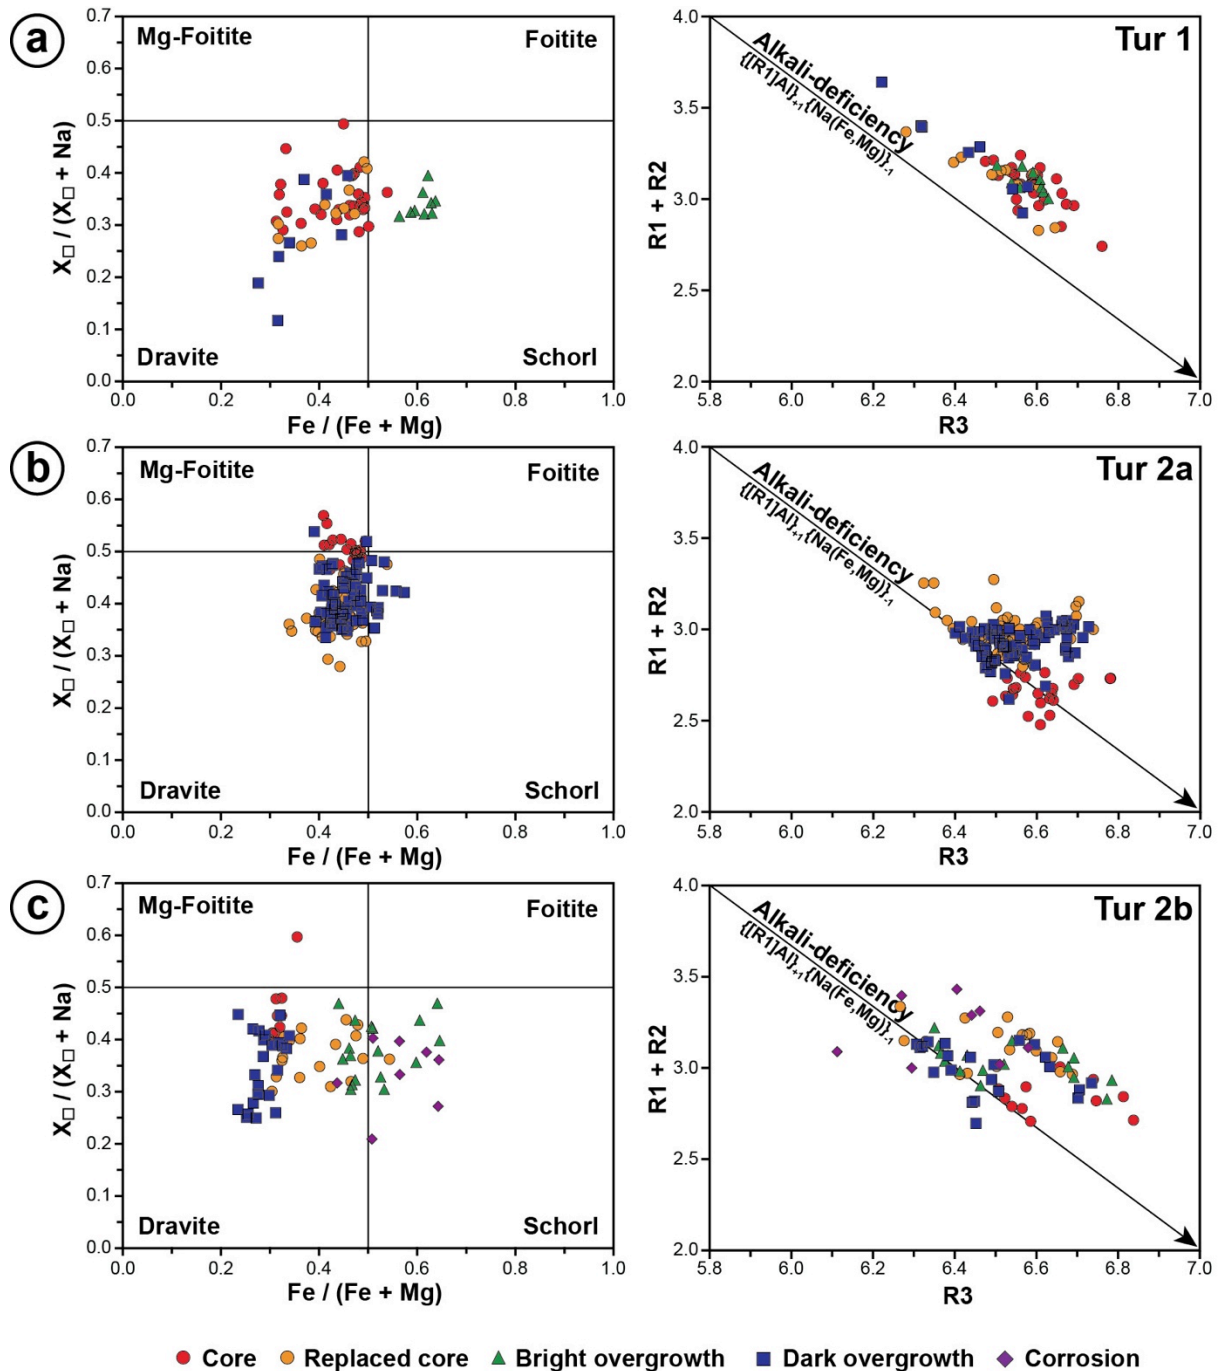 a
0.7
0.6
0.5
0.4
0.3
0.2
0.1
0.0
X□ / (X□ + Na)
Mg-Foitite
Foitite
Dravite
Schorl
0.0 0.2 0.4 0.6 0.8 1.0
Fe / (Fe + Mg)
4.0
3.5
3.0
2.5
2.0
R1 + R2
Tur 1
Alkali-deficiency
{[R1]Al}+1{Na(Fe,Mg)}-1
5.8 6.0 6.2 6.4 6.6 6.8 7.0
R3
b
0.7
0.6
0.5
0.4
0.3
0.2
0.1
0.0
X□ / (X□ + Na)
Mg-Foitite
Foitite
Dravite
Schorl
0.0 0.2 0.4 0.6 0.8 1.0
Fe / (Fe + Mg)
4.0
3.5
3.0
2.5
2.0
R1 + R2
Tur 2a
Alkali-deficiency
{[R1]Al}+1{Na(Fe,Mg)}-1
5.8 6.0 6.2 6.4 6.6 6.8 7.0
R3
c
0.7
0.6
0.5
0.4
0.3
0.2
0.1
0.0
X□ / (X□ + Na)
Mg-Foitite
Foitite
Dravite
Schorl
0.0 0.2 0.4 0.6 0.8 1.0
Fe / (Fe + Mg)
4.0
3.5
3.0
2.5
2.0
R1 + R2
Tur 2b
Alkali-deficiency
{[R1]Al}+1{Na(Fe,Mg)}-1
5.8 6.0 6.2 6.4 6.6 6.8 7.0
R3
Core Replaced core Bright overgrowth Dark overgrowth Corrosion